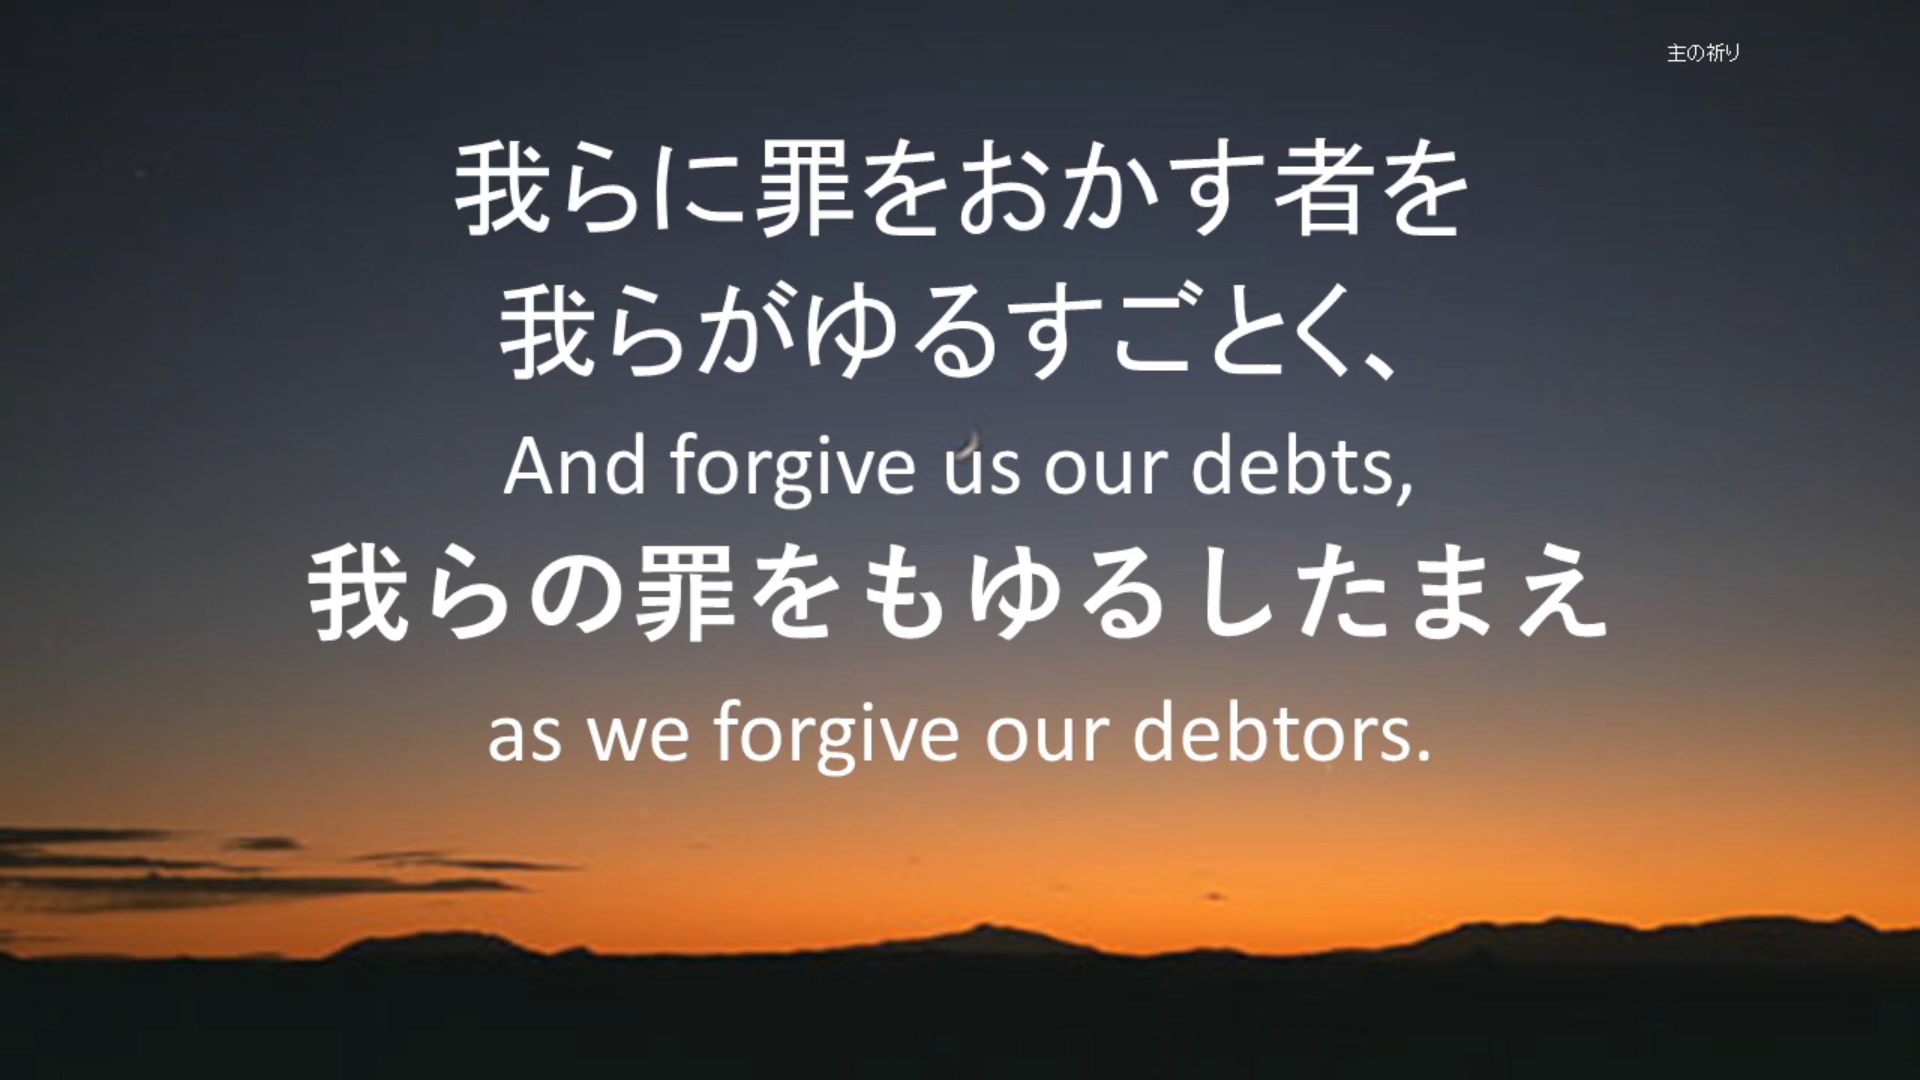 主の祈り
我らに罪をおかす者を
我らがゆるすごとく、
And forgive us our debts,
我らの罪をもゆるしたまえ
as we forgive our debtors.